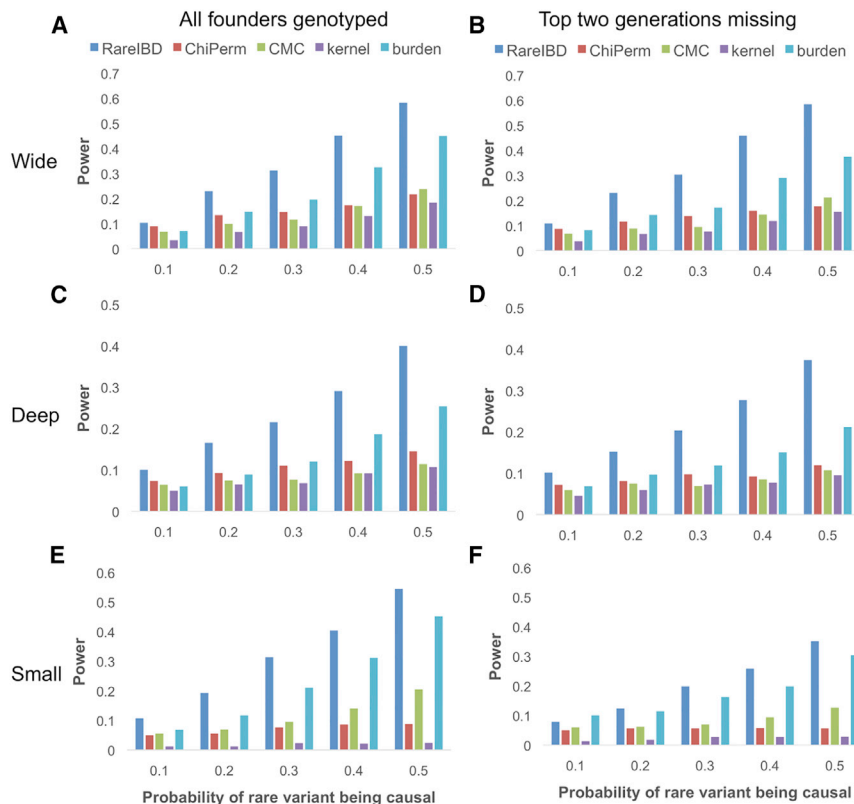 A All founders genotyped
RareIBD ChiPerm CMC kernel burden
B Top two generations missing
RareIBD ChiPerm CMC kernel burden
Wide
Power
0.7
0.6
0.5
0.4
0.3
0.2
0.1
0
0.1 0.2 0.3 0.4 0.5
Power
0.7
0.6
0.5
0.4
0.3
0.2
0.1
0
0.1 0.2 0.3 0.4 0.5
C
Deep
Power
0.5
0.4
0.3
0.2
0.1
0
0.1 0.2 0.3 0.4 0.5
D
Power
0.5
0.4
0.3
0.2
0.1
0
0.1 0.2 0.3 0.4 0.5
E
Small
Power
0.6
0.5
0.4
0.3
0.2
0.1
0
0.1 0.2 0.3 0.4 0.5
Probability of rare variant being causal
F
Power
0.6
0.5
0.4
0.3
0.2
0.1
0
0.1 0.2 0.3 0.4 0.5
Probability of rare variant being causal